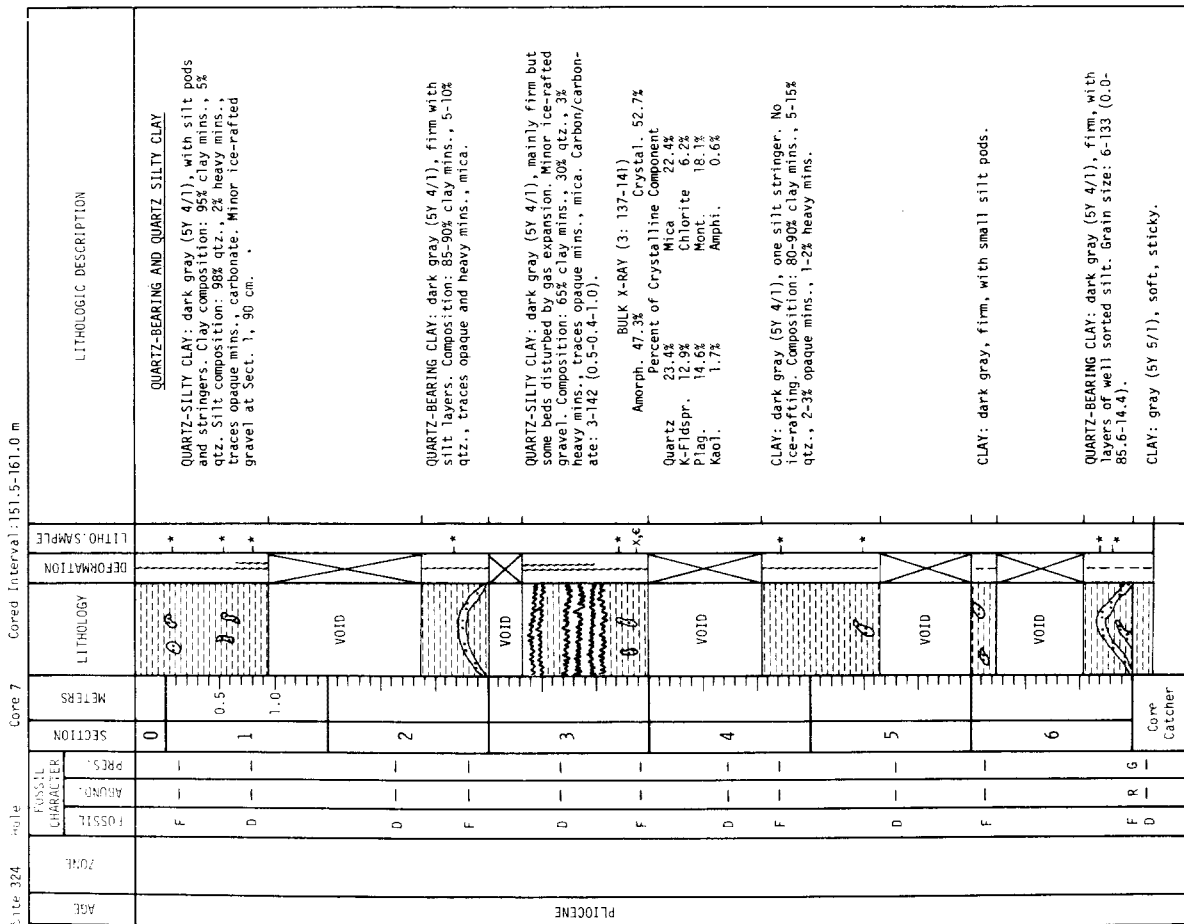 Site 324 Hole Core 7 Cored Interval:151.5-161.0 m
AGE
ZONE
FOSSIL CHARACTER
FOSSIL
ABUND.
PRES.
SECTION
METERS
LITHOLOGY
DEFORMATION
LITHO.SAMPLE
LITHOLOGIC DESCRIPTION
PLIOCENE
F - -
D - -
D - -
F - -
D - -
F - -
D - -
F - -
D - -
F - -
F R G
D - -
0
1
2
3
4
5
6
Core
Catcher
0.5
1.0
VOID
VOID
VOID
VOID
VOID
*
*
*
*
*
x,¢
*
*
*
*
QUARTZ-BEARING AND QUARTZ SILTY CLAY
QUARTZ-SILTY CLAY: dark gray (5Y 4/1), with silt pods
and stringers. Clay composition: 95% clay mins., 5%
qtz. Silt composition: 98% qtz., 2% heavy mins.,
traces opaque mins., carbonate. Minor ice-rafted
gravel at Sect. 1, 90 cm.
QUARTZ-BEARING CLAY: dark gray (5Y 4/1), firm with
silt layers. Composition: 85-90% clay mins., 5-10%
qtz., traces opaque and heavy mins., mica.
QUARTZ-SILTY CLAY: dark gray (5Y 4/1), mainly firm but
some beds disturbed by gas expansion. Minor ice-rafted
gravel. Composition: 65% clay mins., 30% qtz., 3%
heavy mins., traces opaque mins., mica. Carbon/carbon-
ate: 3-142 (0.5-0.4-1.0).
BULK X-RAY (3: 137-141)
Amorph. 47.3% Crystal. 52.7%
Percent of Crystalline Component
Quartz 23.4% Mica 22.4%
K-Fldspr. 12.9% Chlorite 6.2%
Plag. 14.6% Mont. 18.1%
Kaol. 1.7% Amphi. 0.6%
CLAY: dark gray (5Y 4/1), one silt stringer. No
ice-rafting. Composition: 80-90% clay mins., 5-15%
qtz., 2-3% opaque mins., 1-2% heavy mins.
CLAY: dark gray, firm, with small silt pods.
QUARTZ-BEARING CLAY: dark gray (5Y 4/1), firm, with
layers of well sorted silt. Grain size: 6-133 (0.0-
85.6-14.4).
CLAY: gray (5Y 5/1), soft, sticky.